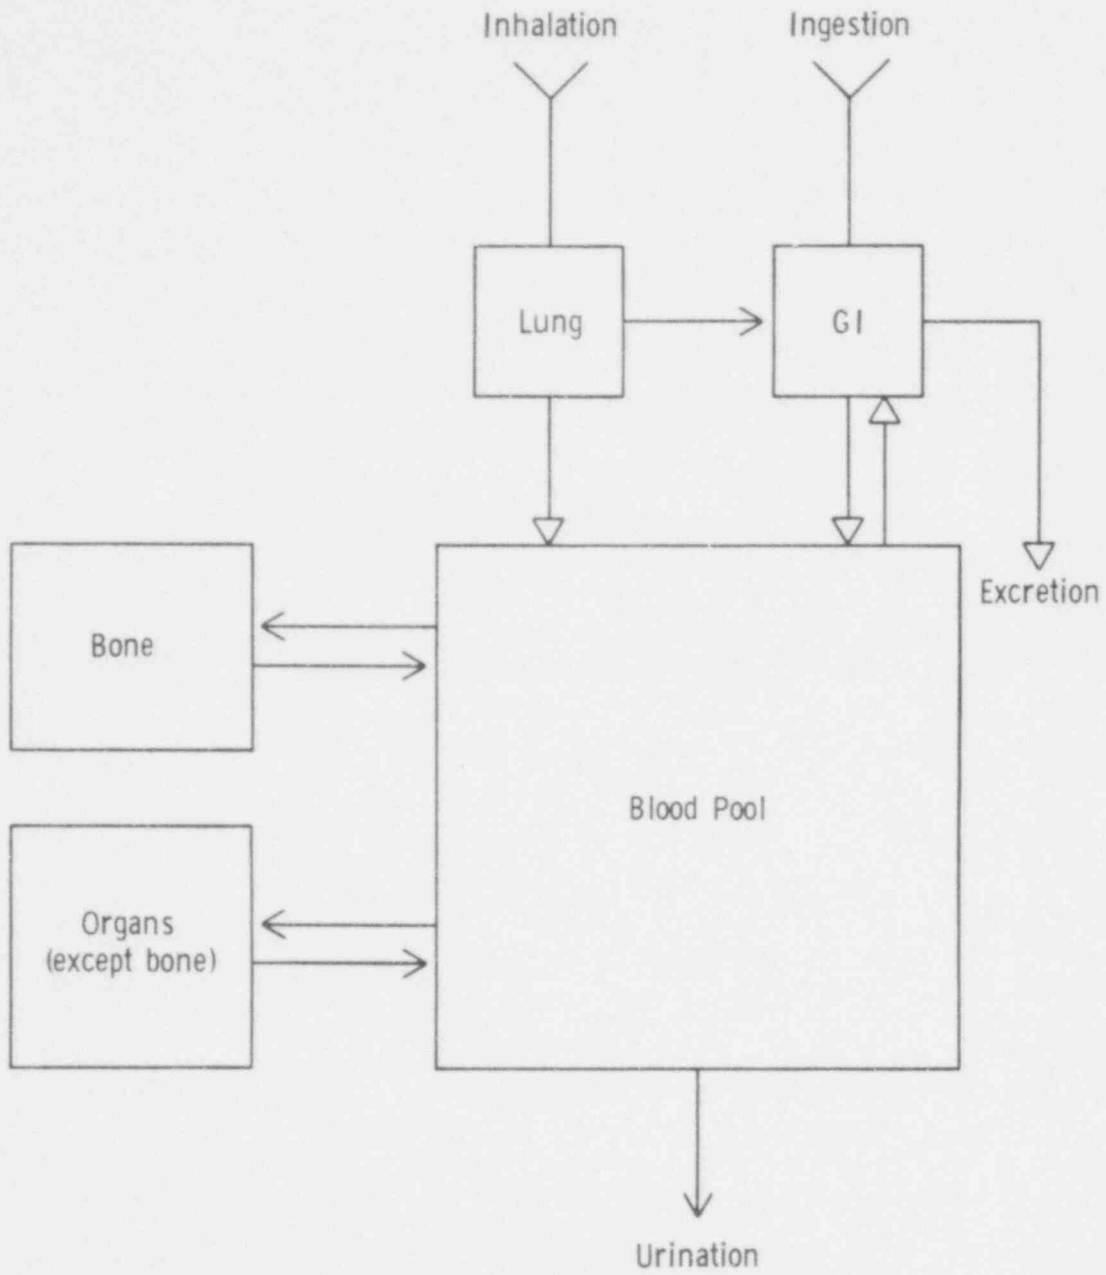 Inhalation
Ingestion
Lung
GI
Excretion
Bone
Blood Pool
Organs
(except bone)
Urination